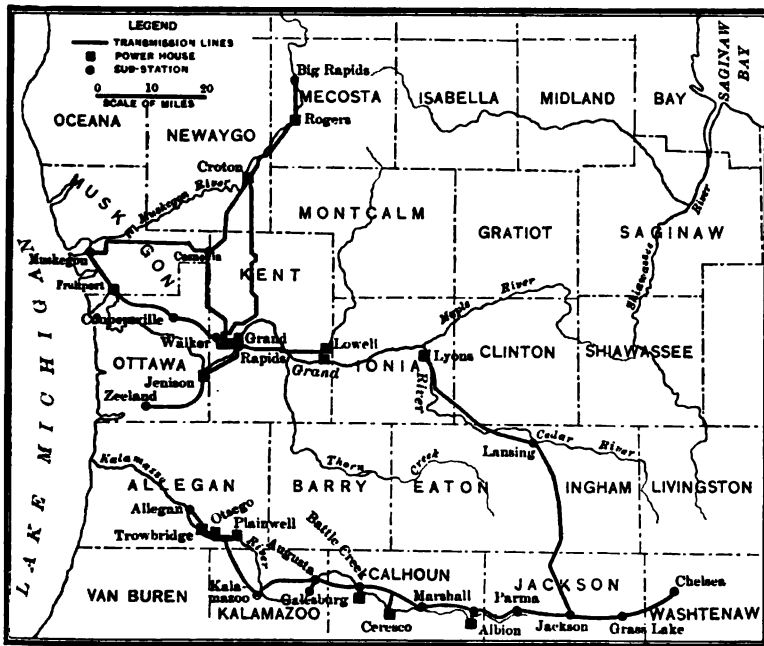 LEGEND
TRANSMISSION LINES
POWER HOUSE
SUB-STATION
0 10 20
SCALE OF MILES
OCEANA
NEWAYGO
Big Rapids
MECOSTA
Rogers
ISABELLA
MIDLAND
BAY
SAGINAW
BAY
Croton
MUSKEGON
Muskegon River
MONTCALM
GRATIOT
SAGINAW
River
Shiawassee
Muskegon
Casnovia
KENT
Fruitport
Coopersville
Maple River
Walker
Grand
Rapids
Lowell
Grand
IONIA
Lyons
CLINTON
SHIAWASSEE
OTTAWA
Jenison
Zeeland
River
Lansing
Cedar River
LAKE MICHIGAN
Kalamazoo
ALLEGAN
BARRY
Thorn Creek
EATON
INGHAM
LIVINGSTON
Allegan
Otsego
Trowbridge
Plainwell
River
Augusta
Battle Creek
VAN BUREN
Kala-
mazoo
KALAMAZOO
Galesburg
CALHOUN
Ceresco
Marshall
Albion
Parma
JACKSON
Jackson
Grass Lake
Chelsea
WASHTENAW